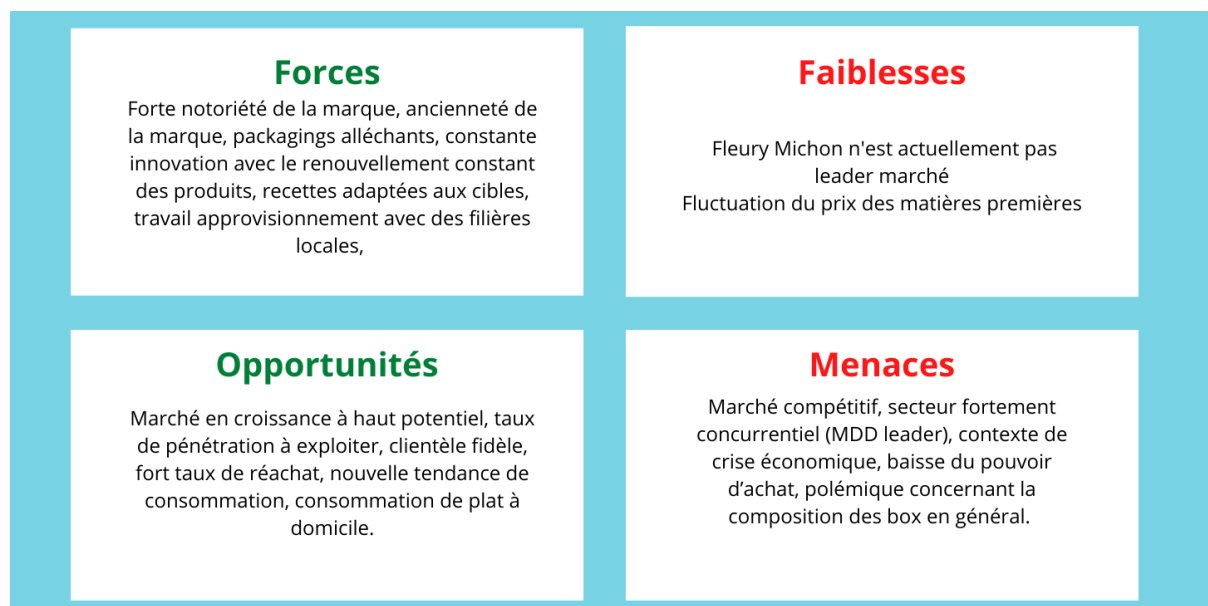 Forces
Forte notoriété de la marque, ancienneté de
la marque, packagings alléchants, constante
innovation avec le renouvellement constant
des produits, recettes adaptées aux cibles,
travail approvisionnement avec des filières
locales,
Faiblesses
Fleury Michon n'est actuellement pas
leader marché
Fluctuation du prix des matières premières
Opportunités
Marché en croissance à haut potentiel, taux
de pénétration à exploiter, clientèle fidèle,
fort taux de réachat, nouvelle tendance de
consommation, consommation de plat à
domicile.
Menaces
Marché compétitif, secteur fortement
concurrentiel (MDD leader), contexte de
crise économique, baisse du pouvoir
d’achat, polémique concernant la
composition des box en général.